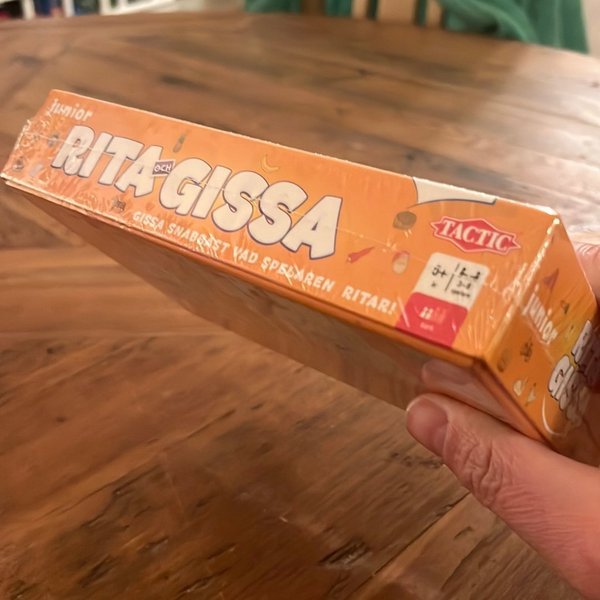 junior
RITA OCH GISSA
GISSA SNABBAST VAD SPELAREN RITAR!
TACTIC
junior